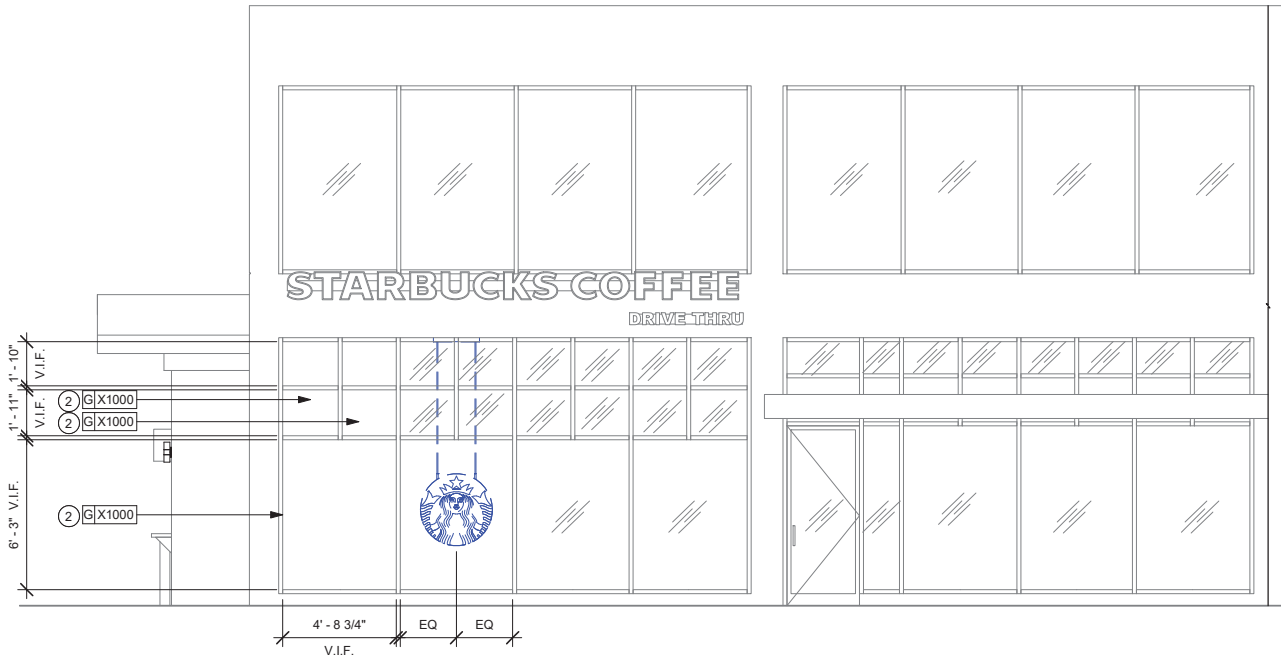 STARBUCKS COFFEE
DRIVE THRU
1' - 10"
V.I.F.
1' - 11"
V.I.F.
6' - 3" V.I.F.
2 G X1000
2 G X1000
2 G X1000
4' - 8 3/4" EQ EQ
V.I.F.